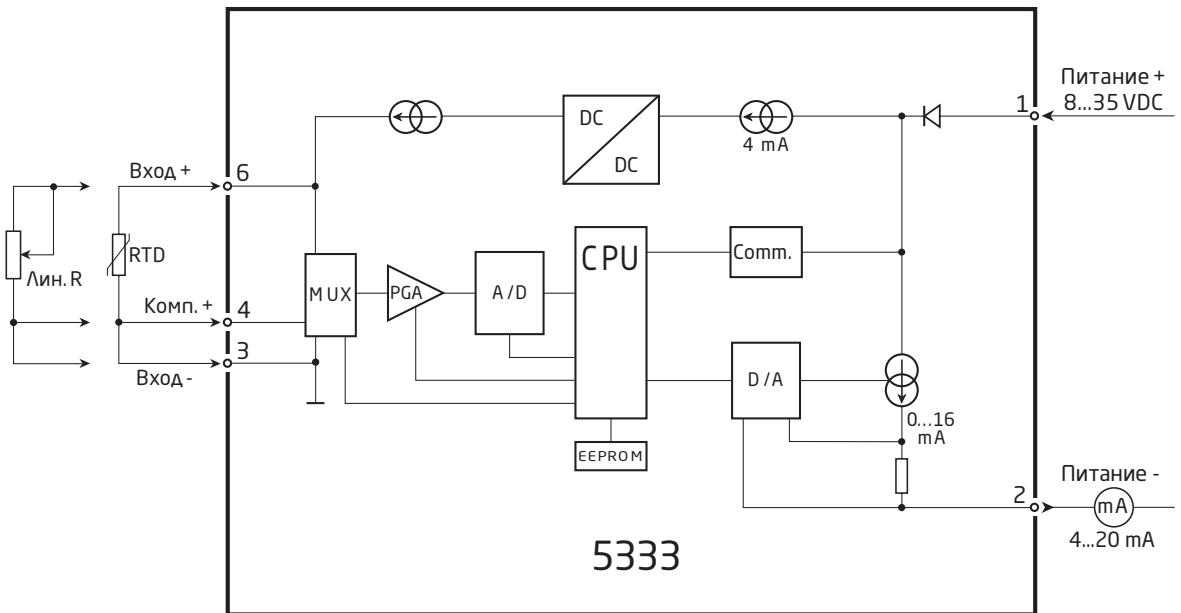 Питание +
8...35 VDC
1
DC
DC
4 mA
Вход +
6
RTD
Лин. R
CPU
Comm.
MUX
PGA
A/D
Комп. +
4
3
Вход -
D/A
0...16
mA
EEPROM
Питание -
2
mA
4...20 mA
5333